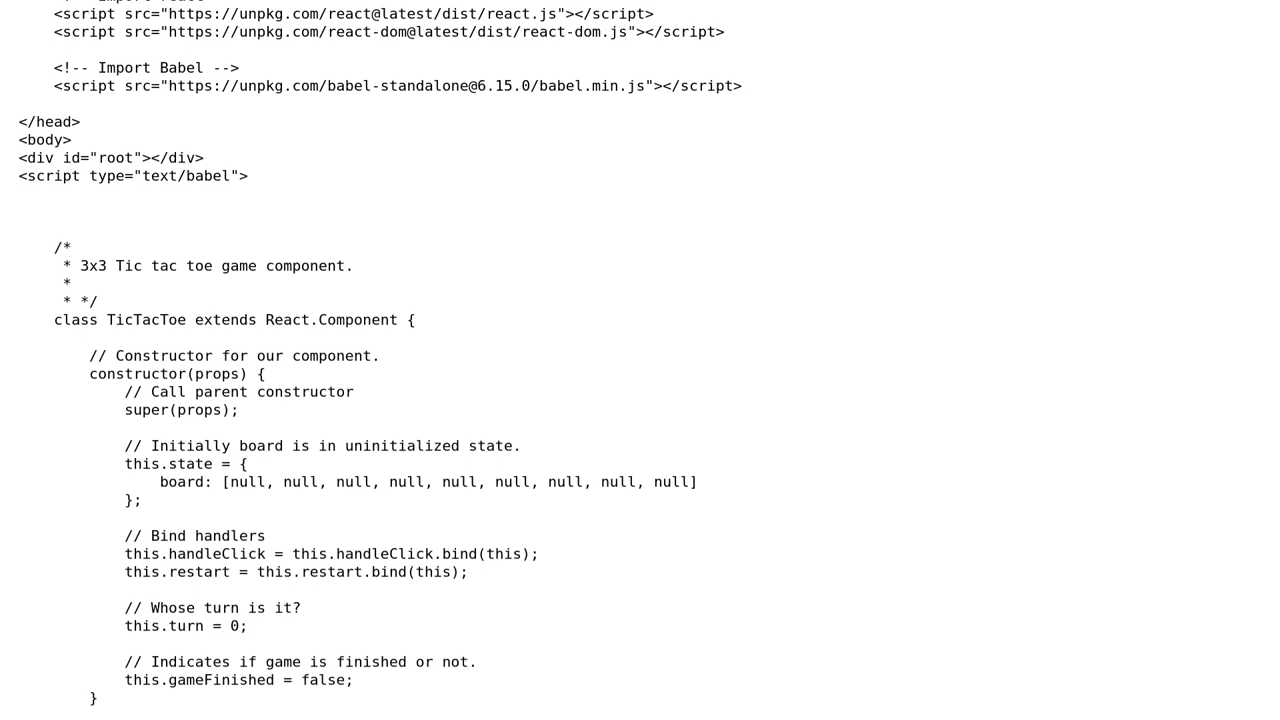 <script src="https://unpkg.com/react@latest/dist/react.js"></script>
<script src="https://unpkg.com/react-dom@latest/dist/react-dom.js"></script>
<!-- Import Babel -->
<script src="https://unpkg.com/babel-standalone@6.15.0/babel.min.js"></script>
</head>
<body>
<div id="root"></div>
<script type="text/babel">
/*
* 3x3 Tic tac toe game component.
*
* */
class TicTacToe extends React.Component {
// Constructor for our component.
constructor(props) {
// Call parent constructor
super(props);
// Initially board is in uninitialized state.
this.state = {
board: [null, null, null, null, null, null, null, null, null]
};
// Bind handlers
this.handleClick = this.handleClick.bind(this);
this.restart = this.restart.bind(this);
// Whose turn is it?
this.turn = 0;
// Indicates if game is finished or not.
this.gameFinished = false;
}